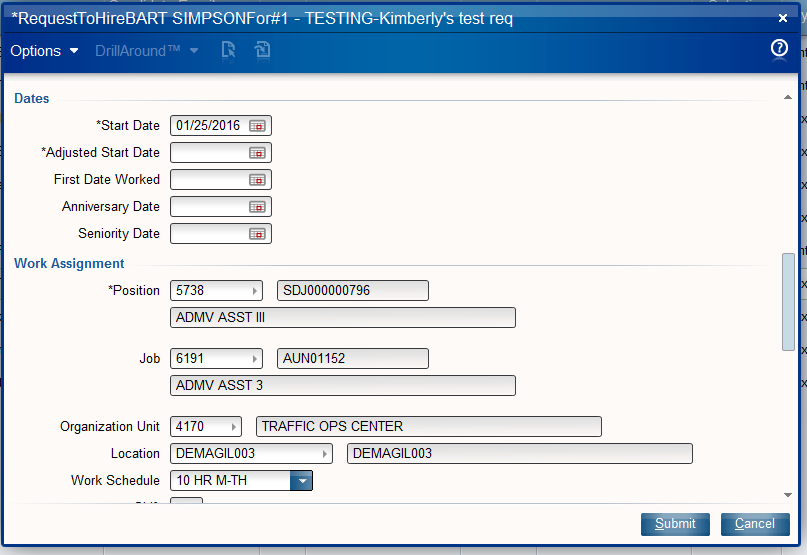 *RequestToHireBART SIMPSONFor#1 - TESTING-Kimberly's test req
Options DrillAround™
Dates
*Start Date 01/25/2016
*Adjusted Start Date
First Date Worked
Anniversary Date
Seniority Date
Work Assignment
*Position 5738 SDJ000000796
ADMV ASST III
Job 6191 AUN01152
ADMV ASST 3
Organization Unit 4170 TRAFFIC OPS CENTER
Location DEMAGIL003 DEMAGIL003
Work Schedule 10 HR M-TH
Submit Cancel